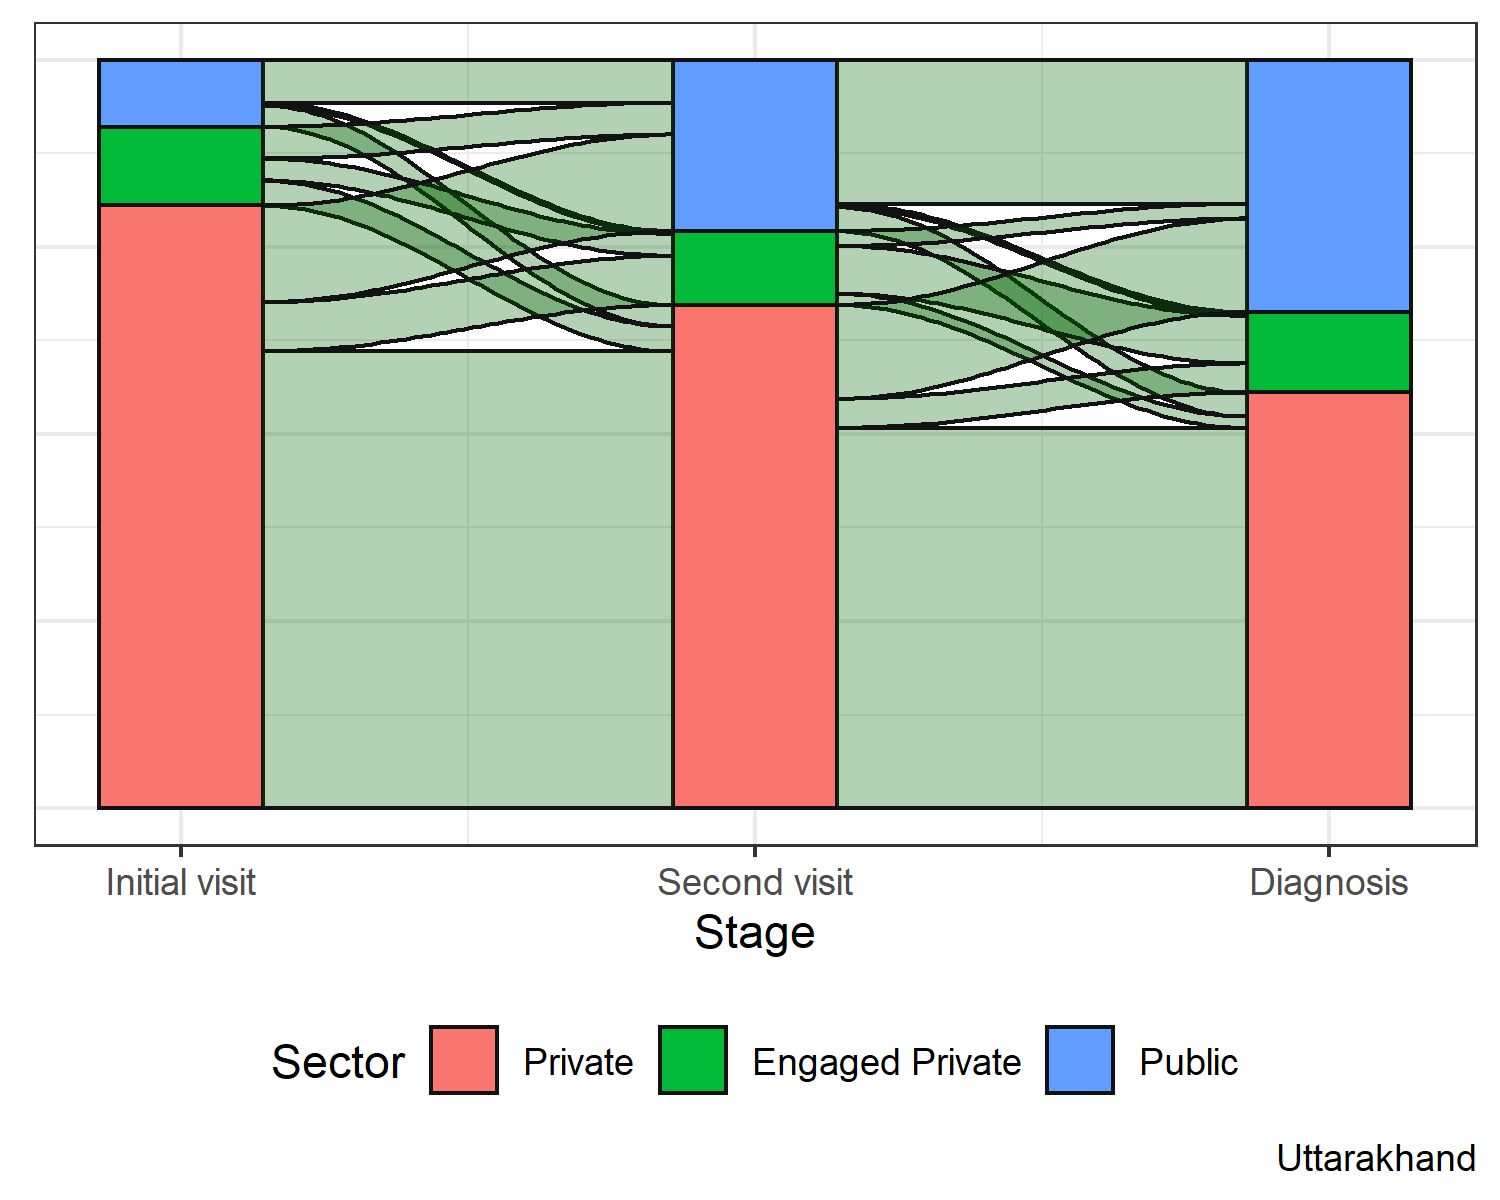 Initial visit Second visit Diagnosis
Stage
Sector Private Engaged Private Public
Uttarakhand